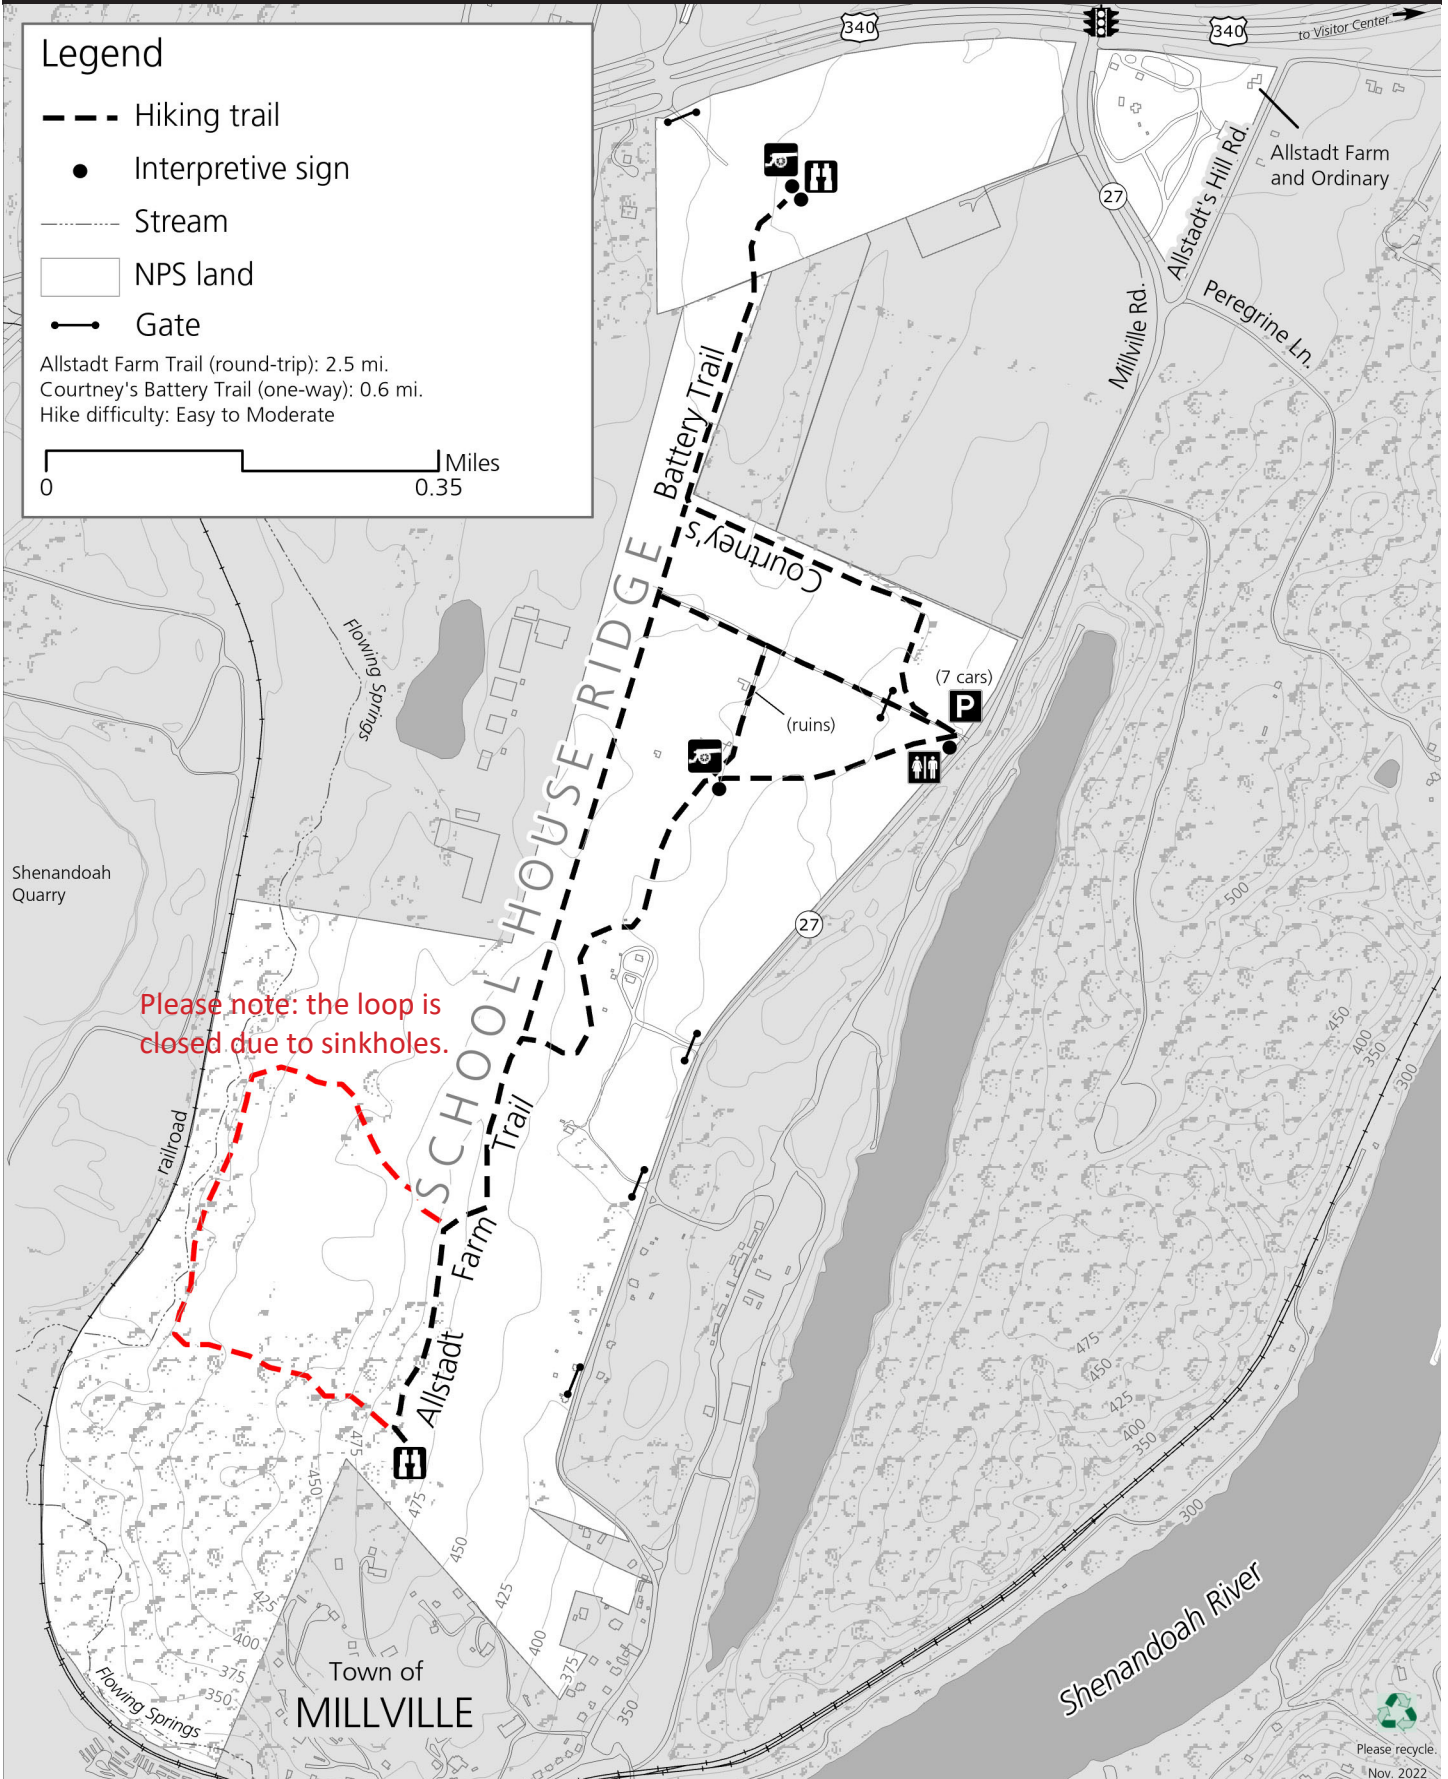 340
340
to Visitor Center
Legend
Hiking trail
Interpretive sign
Stream
NPS land
Gate
Allstadt Farm Trail (round-trip): 2.5 mi.
Courtney's Battery Trail (one-way): 0.6 mi.
Hike difficulty: Easy to Moderate
Miles
0
0.35
Allstadt Farm
and Ordinary
27
Allstadt's Hill Rd.
Peregrine Ln.
Millville Rd.
Battery Trail
Courtney's
SCHOOL HOUSE RIDGE
Flowing Springs
(7 cars)
P
(ruins)
Shenandoah
Quarry
27
500
450
400
350
300
Please note: the loop is
closed due to sinkholes.
railroad
Trail
Farm
Allstadt
475
450
425
400
350
300
475
450
475
450
425
400
375
350
425
400
375
350
Flowing Springs
Town of
MILLVILLE
Shenandoah River
Please recycle.
Nov. 2022